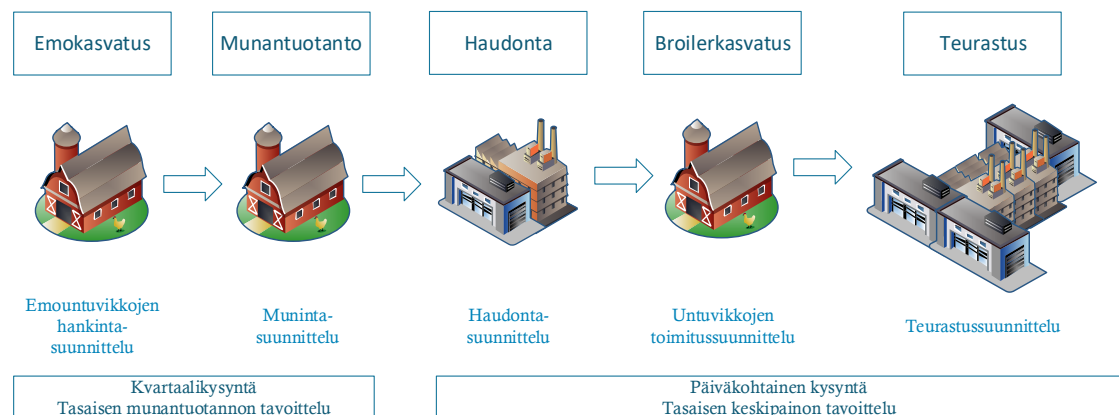 Emokasvatus
Munantuotanto
Haudonta
Broilerkasvatus
Teurastus
Emountuvikkojen
hankinta-
suunnittelu
Muninta-
suunnittelu
Haudonta-
suunnittelu
Untuvikkojen
toimitussuunnittelu
Teurastussuunnittelu
Kvartaalikysyntä
Tasaisen munantuotannon tavoittelu
Päiväkohtainen kysyntä
Tasaisen keskipainon tavoittelu